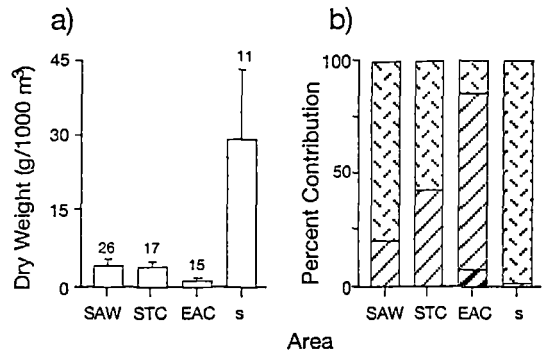 a)
b)
Dry Weight (g/1000 m³)
45
30
15
0
26
17
15
11
SAW STC EAC s
Percent Contribution
100
50
0
SAW STC EAC s
Area